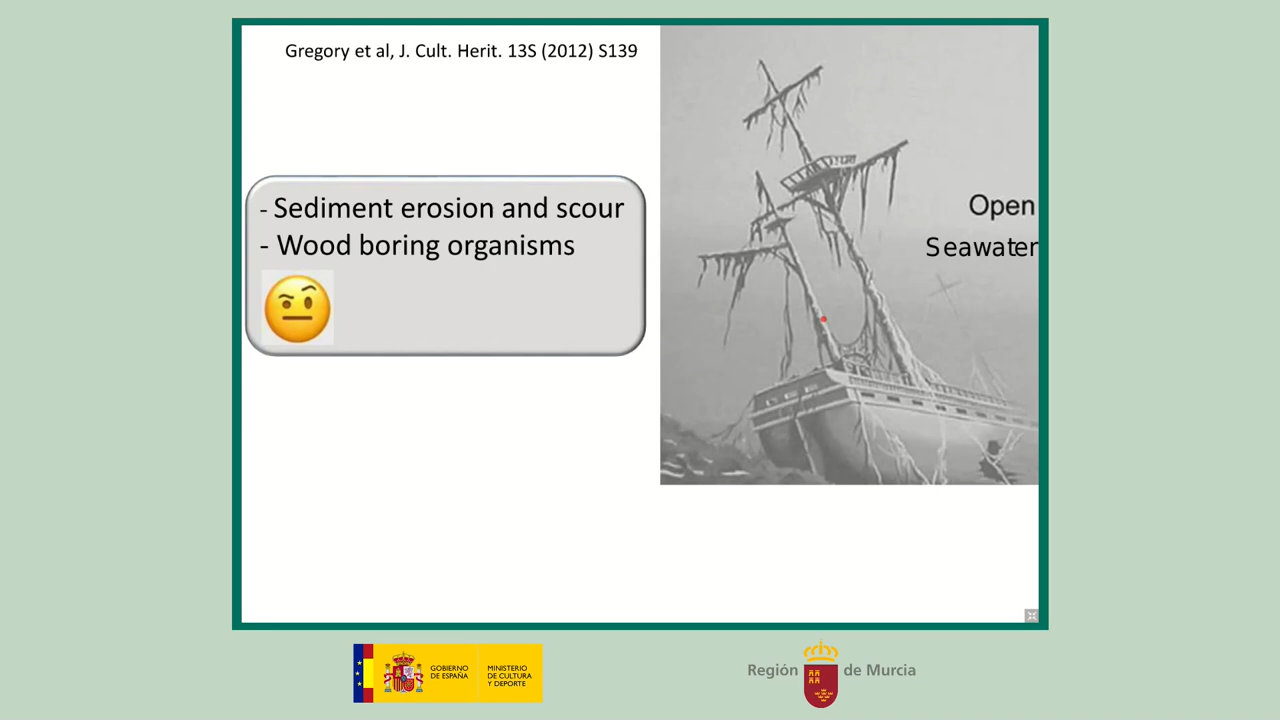 Gregory et al, J. Cult. Herit. 13S (2012) S139
- Sediment erosion and scour
- Wood boring organisms
Open
Seawater
GOBIERNO
DE ESPAÑA
MINISTERIO
DE CULTURA
Y DEPORTE
Región de Murcia